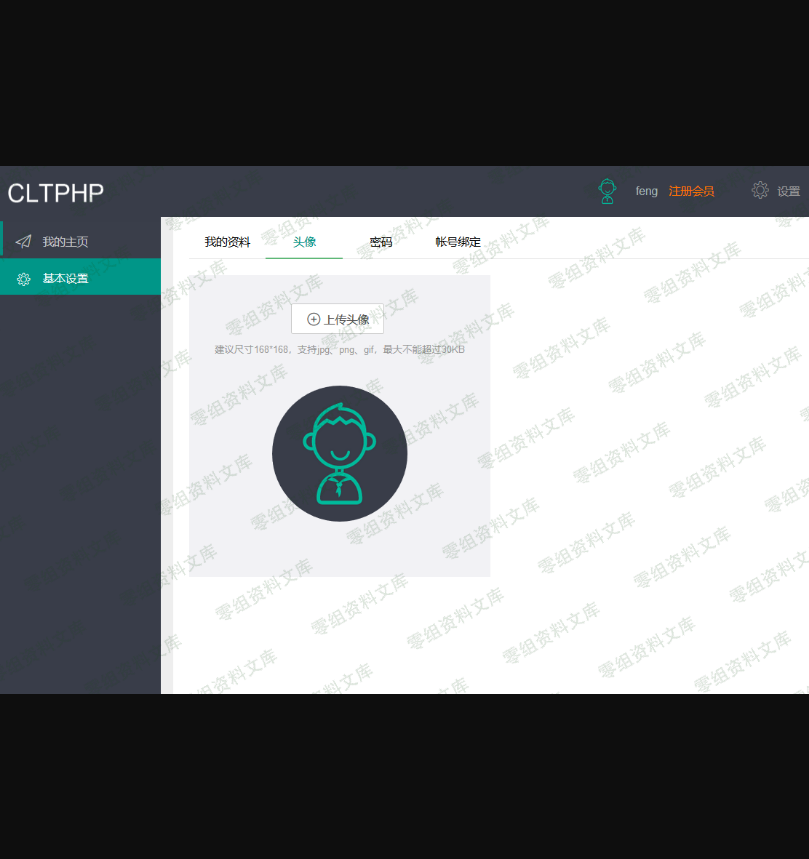 CLTPHP
feng 注册会员 设置
我的主页
基本设置
我的资料 头像 密码 帐号绑定
上传头像
建议尺寸168*168，支持jpg、png、gif，最大不能超过30KB
零组资料文库